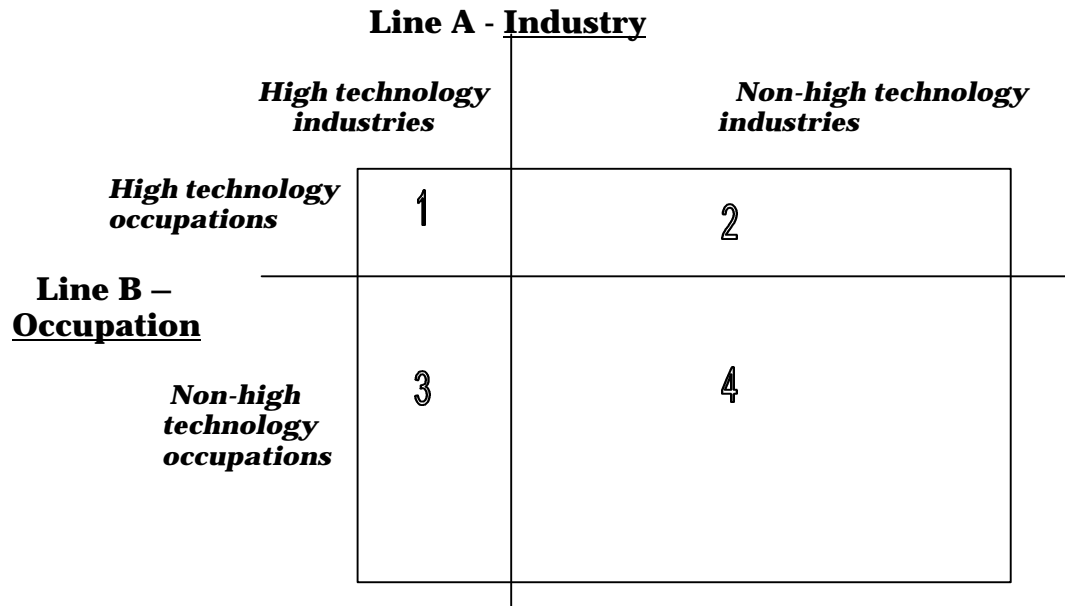 Line A - Industry
High technology
industries
Non-high technology
industries
High technology
occupations
1
2
Line B –
Occupation
3
4
Non-high
technology
occupations